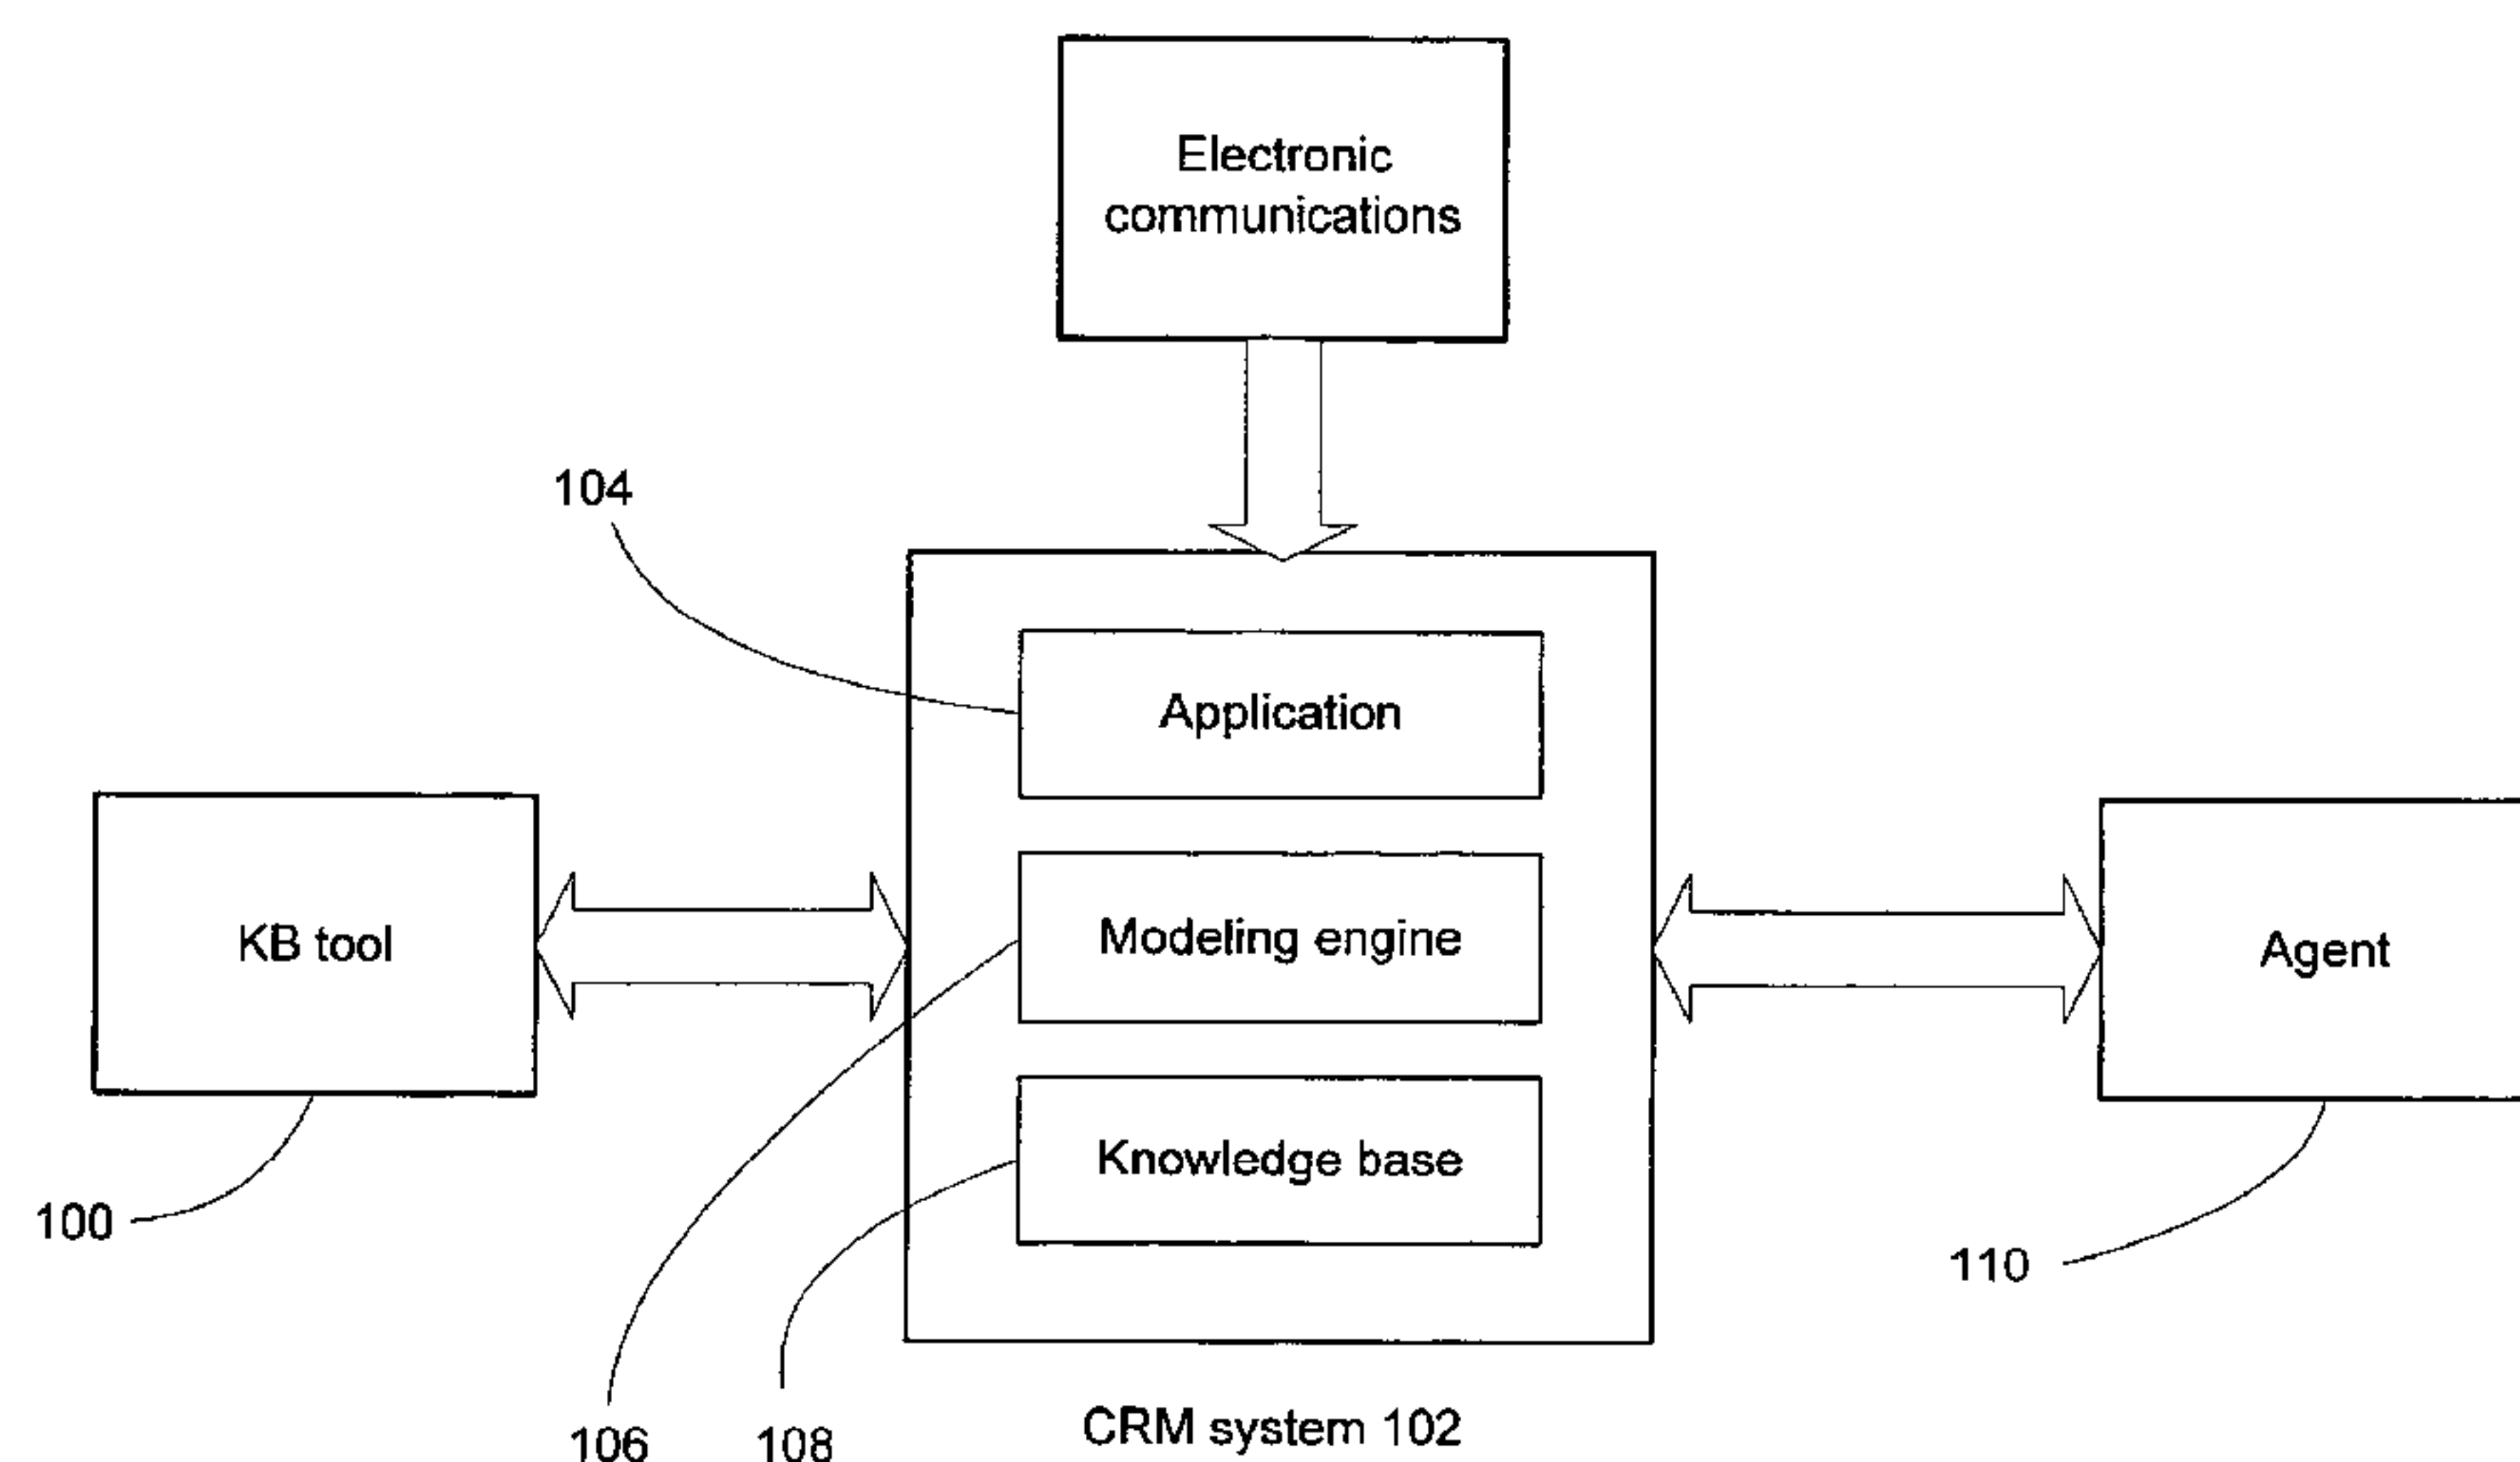 Electronic
communications
104
Application
KB tool
Modeling engine
Agent
Knowledge base
100
110
106
108
CRM system 102